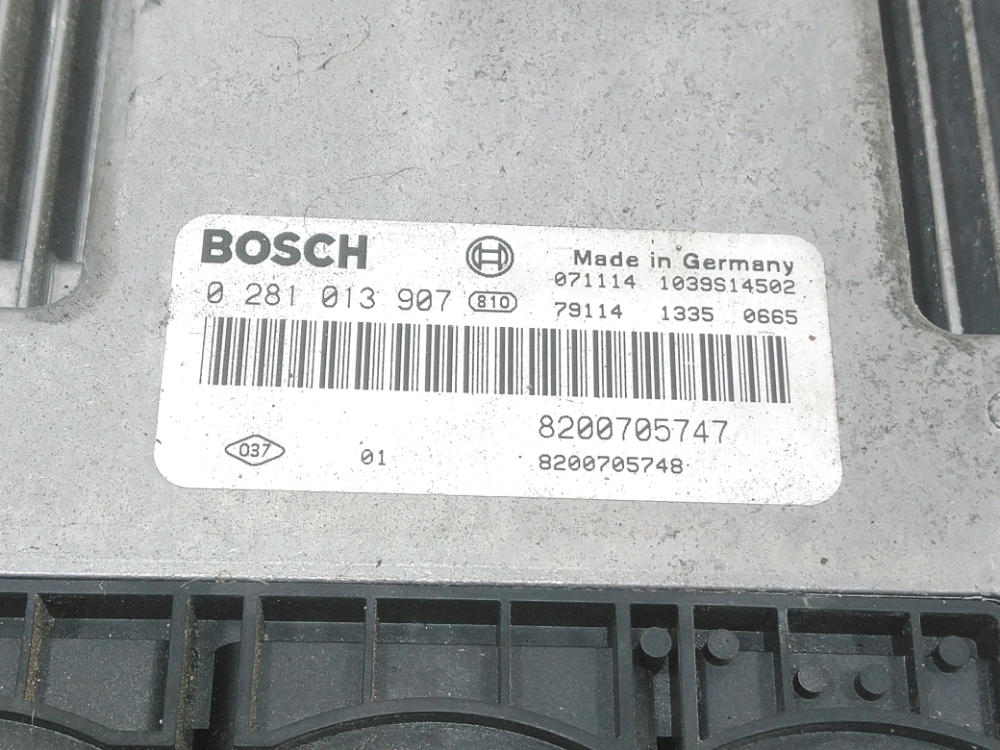 BOSCH
Made in Germany
071114 1039S14502
0 281 013 907 810
79114 1335 0665
8200705747
037 01
8200705748